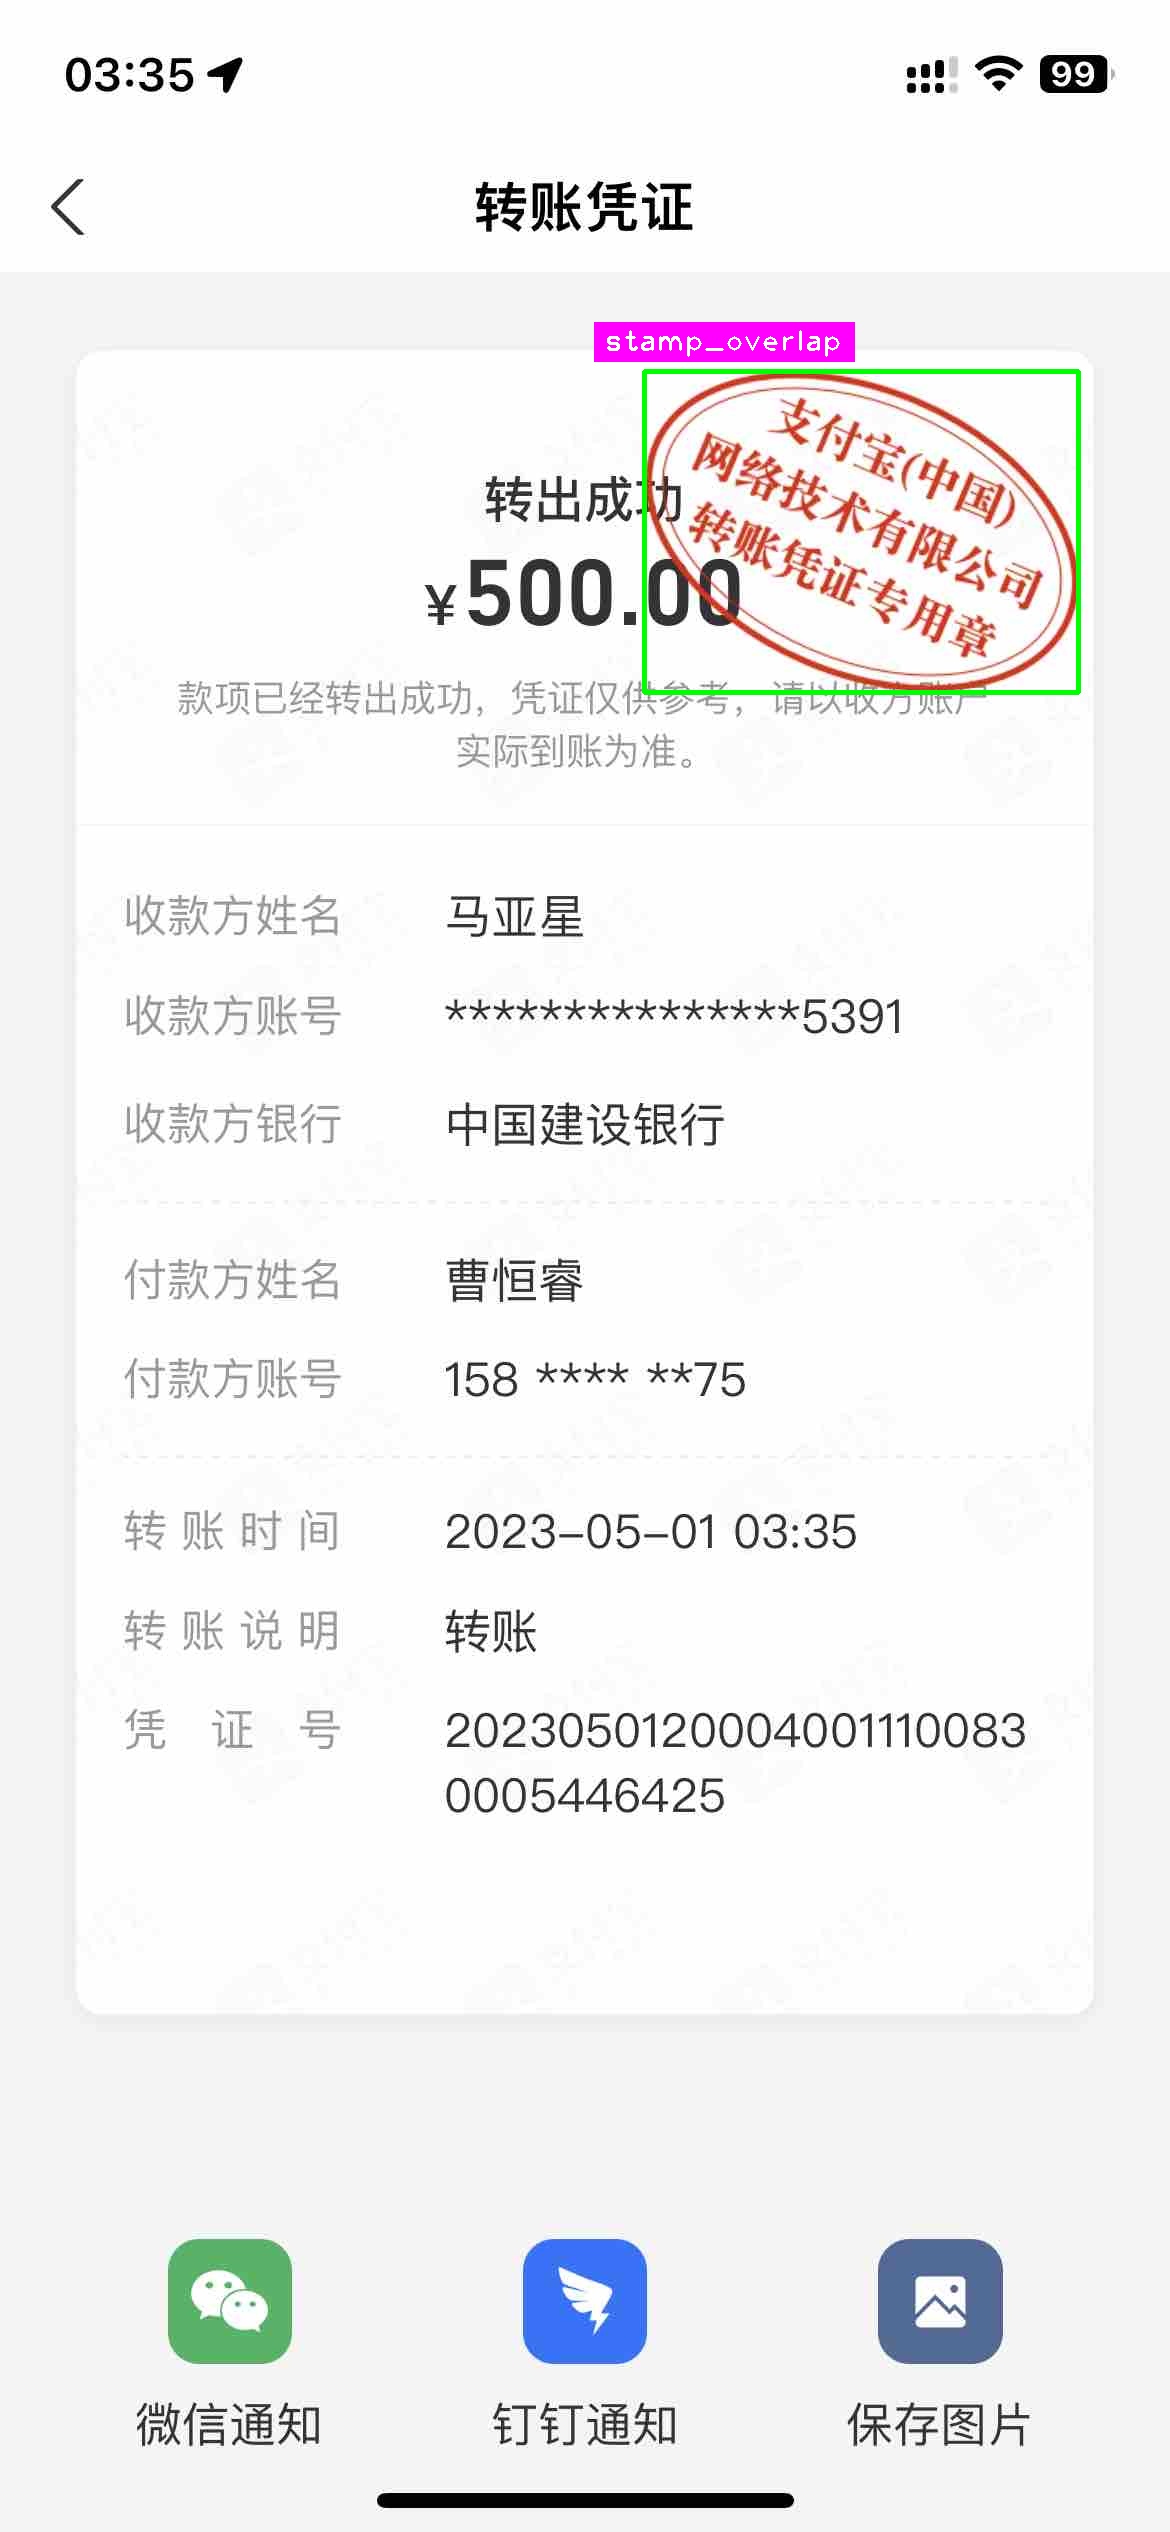 03:35
99
转账凭证
stamp_overlap
支付宝(中国)
网络技术有限公司
转账凭证专用章
转出成功
¥500.00
款项已经转出成功，凭证仅供参考，请以收方账户
实际到账为准。
收款方姓名 马亚星
收款方账号 ***************5391
收款方银行 中国建设银行
付款方姓名 曹恒睿
付款方账号 158 **** **75
转账时间 2023-05-01 03:35
转账说明 转账
凭证号 2023050120004001110083
0005446425
微信通知 钉钉通知 保存图片